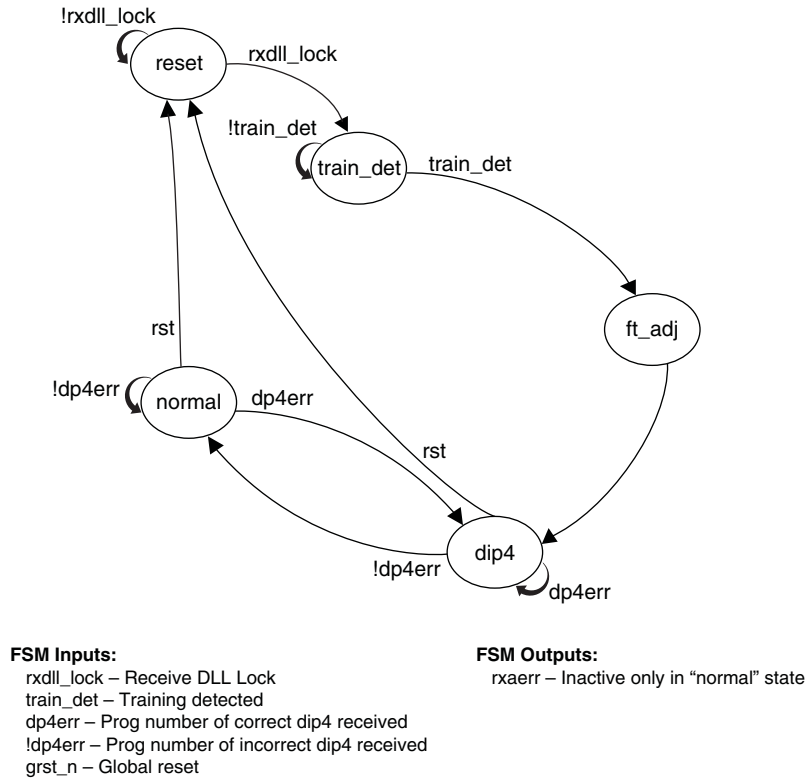 !rxdll_lock
reset
rxdll_lock
!train_det
train_det
train_det
ft_adj
rst
!dp4err
normal
dp4err
rst
dip4
!dp4err
dp4err
FSM Inputs:
rxdll_lock – Receive DLL Lock
train_det – Training detected
dp4err – Prog number of correct dip4 received
!dp4err – Prog number of incorrect dip4 received
grst_n – Global reset
FSM Outputs:
rxaerr – Inactive only in “normal” state